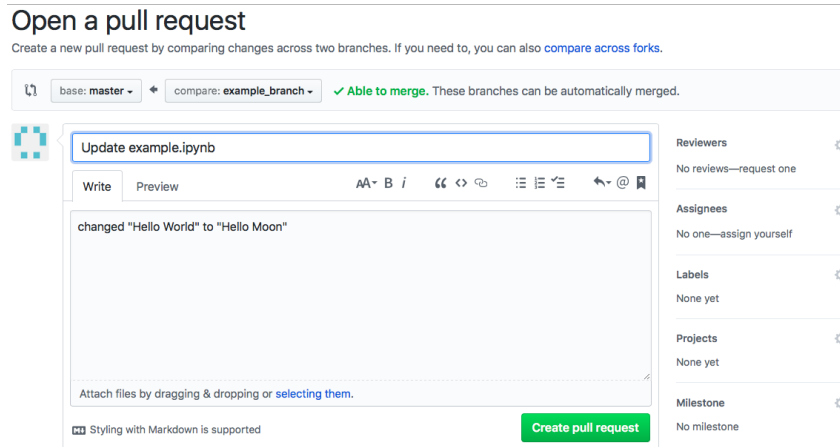 Open a pull request
Create a new pull request by comparing changes across two branches. If you need to, you can also compare across forks.
base: master compare: example_branch ✓ Able to merge. These branches can be automatically merged.
Update example.ipynb
Write Preview AA B i
changed "Hello World" to "Hello Moon"
Attach files by dragging & dropping or selecting them.
Styling with Markdown is supported
Create pull request
Reviewers
No reviews—request one
Assignees
No one—assign yourself
Labels
None yet
Projects
None yet
Milestone
No milestone